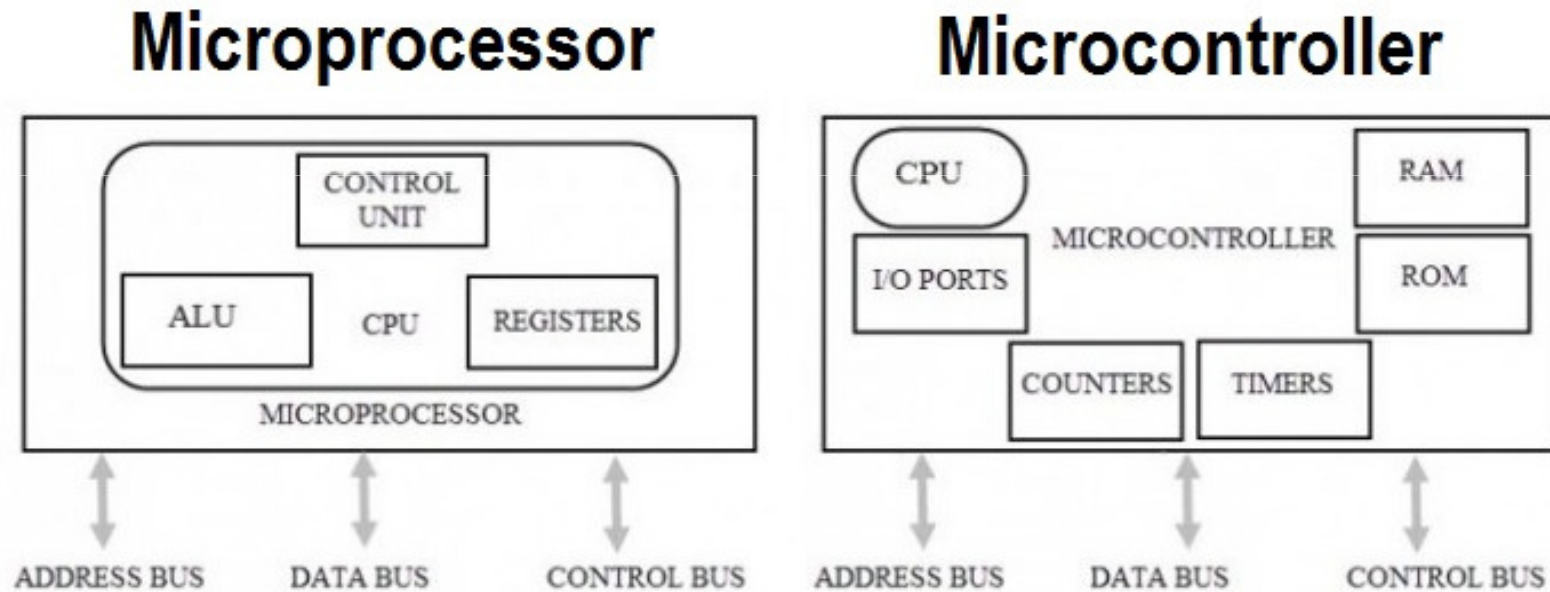 Microprocessor
CONTROL
UNIT
ALU
CPU
REGISTERS
MICROPROCESSOR
ADDRESS BUS
DATA BUS
CONTROL BUS
Microcontroller
CPU
RAM
MICROCONTROLLER
I/O PORTS
ROM
COUNTERS
TIMERS
ADDRESS BUS
DATA BUS
CONTROL BUS